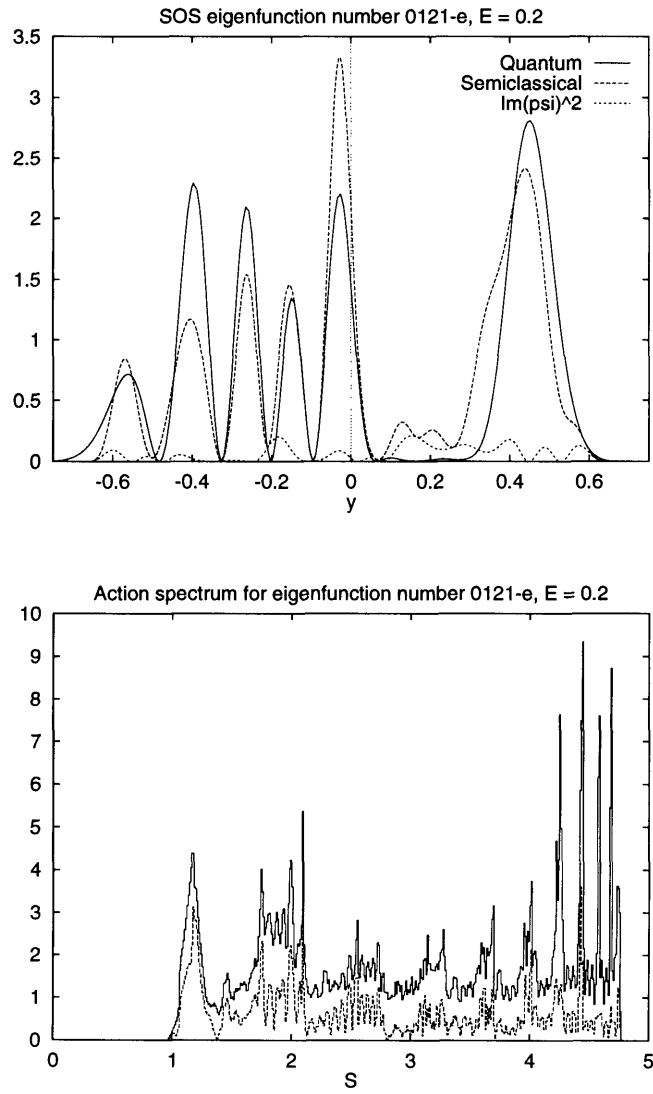 SOS eigenfunction number 0121-e, E = 0.2
3.5
3
2.5
2
1.5
1
0.5
0
Quantum
Semiclassical
Im(psi)^2
-0.6 -0.4 -0.2 0 0.2 0.4 0.6
y
Action spectrum for eigenfunction number 0121-e, E = 0.2
10
9
8
7
6
5
4
3
2
1
0
0 1 2 3 4 5
S